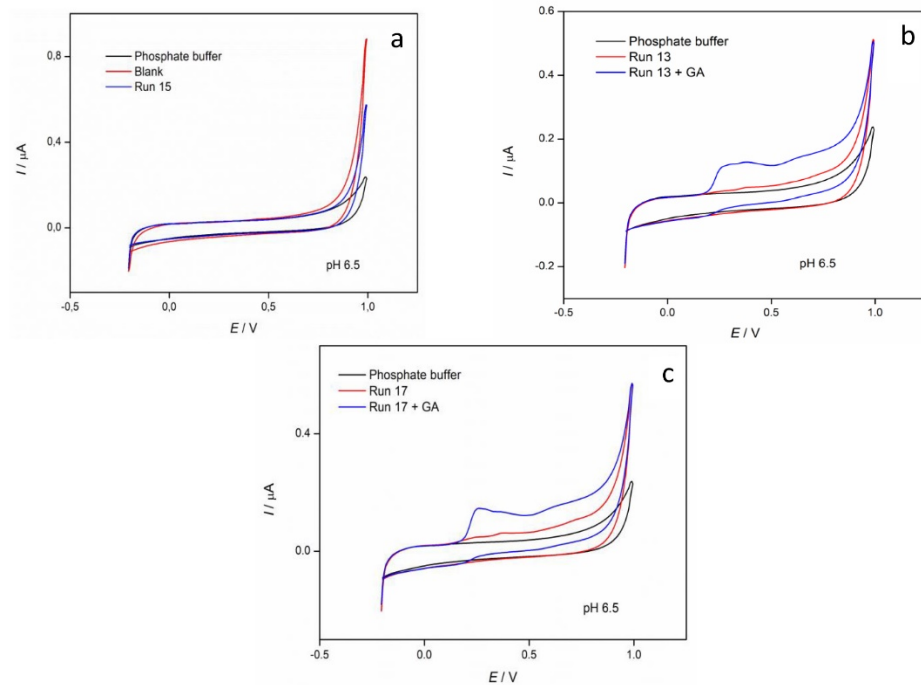 a
Phosphate buffer
Blank
Run 15
0.8
0.4
0.0
I / µA
pH 6.5
-0.5
0,0
0.5
1.0
E / V
b
Phosphate buffer
Run 13
Run 13 + GA
0.6
0.4
0.2
0.0
-0.2
I / µA
pH 6.5
-0.5
0.0
0.5
1.0
E / V
c
Phosphate buffer
Run 17
Run 17 + GA
0.4
0.0
I / µA
pH 6.5
-0.5
0.0
0.5
1.0
E / V